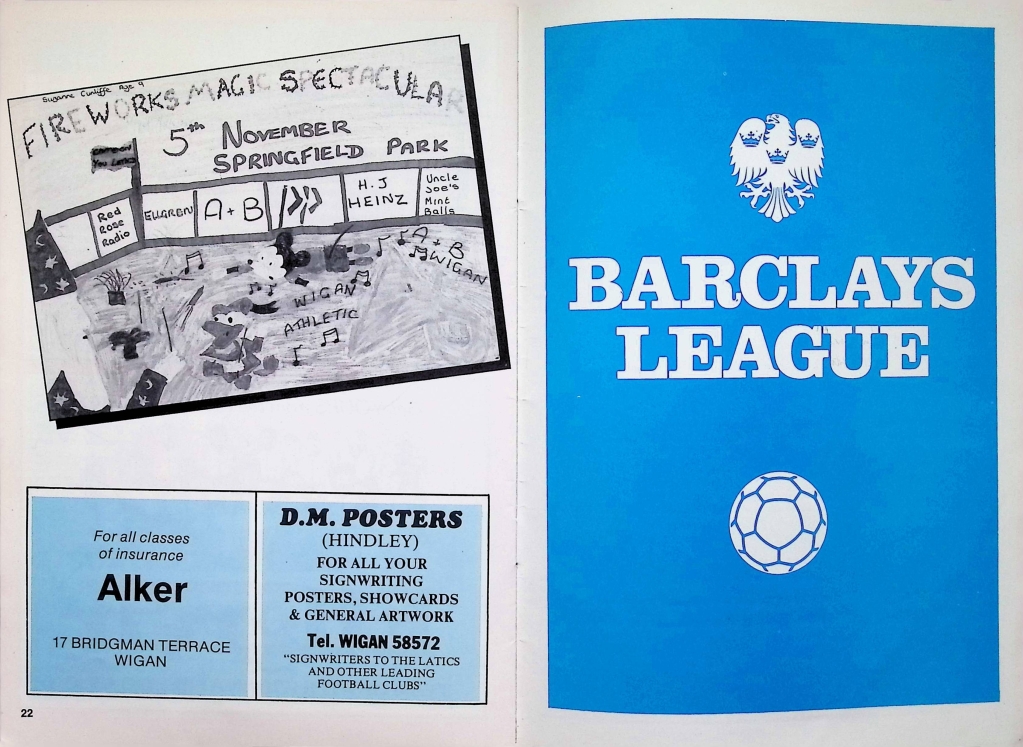 Suzanne Cunliffe Age 9
FIREWORKS MAGIC SPECTACULAR
5th NOVEMBER
SPRINGFIELD PARK
You Latics
Red
Rose
Radio
ELLGREN
A + B
H.J
HEINZ
Uncle
Joe's
Mint
Balls
A + B
WIGAN
WIGAN
ATHLETIC
For all classes
of insurance
Alker
17 BRIDGMAN TERRACE
WIGAN
D.M. POSTERS
(HINDLEY)
FOR ALL YOUR
SIGNWRITING
POSTERS, SHOWCARDS
& GENERAL ARTWORK
Tel. WIGAN 58572
"SIGNWRITERS TO THE LATICS
AND OTHER LEADING
FOOTBALL CLUBS"
22
BARCLAYS
LEAGUE